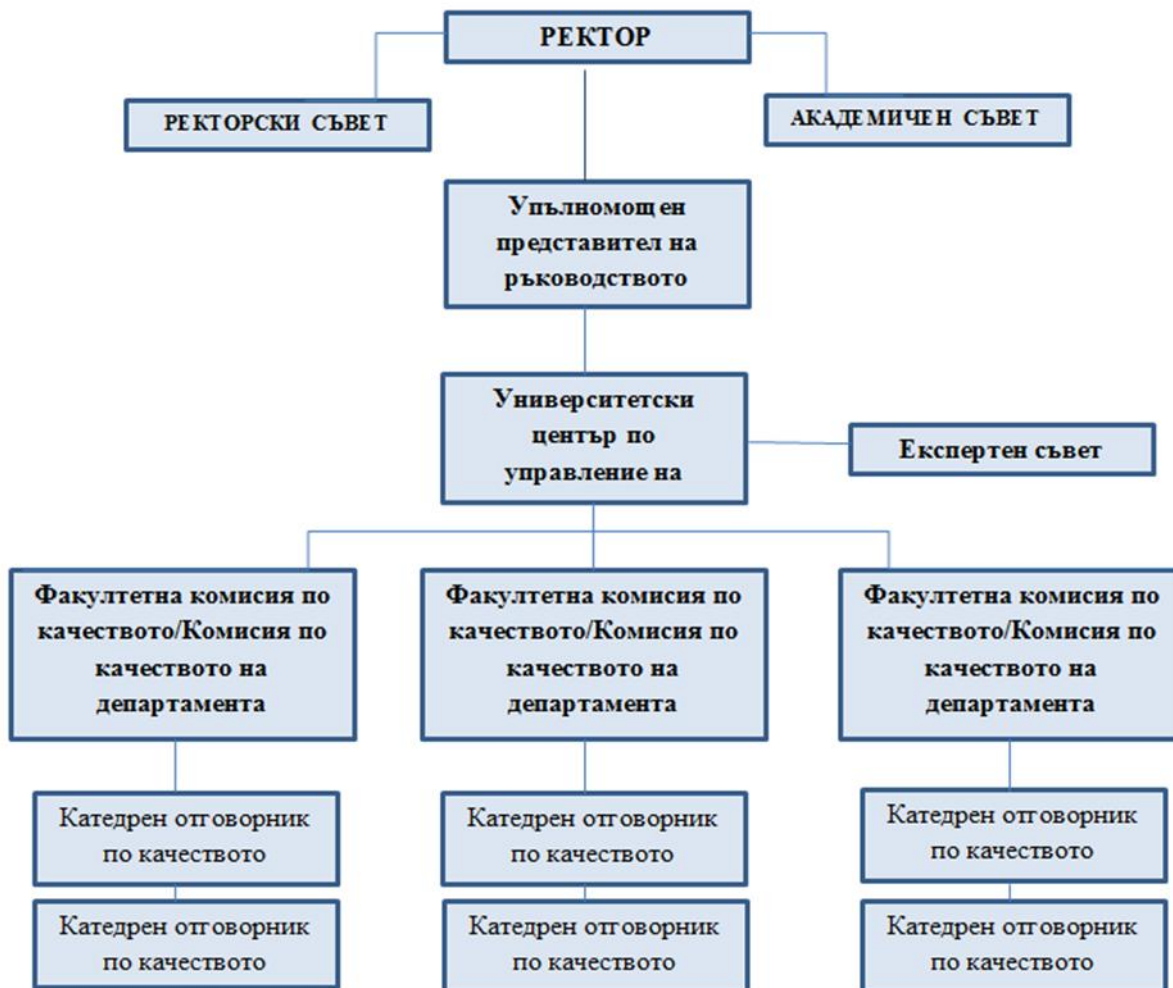 РЕКТОР
РЕКТОРСКИ СЪВЕТ
АКАДЕМИЧЕН СЪВЕТ
Упълномощен
представител на
ръководството
Университетски
център по
управление на
Експертен съвет
Факултетна комисия по
качеството/Комисия по
качеството на
департамента
Факултетна комисия по
качеството/Комисия по
качеството на
департамента
Факултетна комисия по
качеството/Комисия по
качеството на
департамента
Катедрен отговорник
по качеството
Катедрен отговорник
по качеството
Катедрен отговорник
по качеството
Катедрен отговорник
по качеството
Катедрен отговорник
по качеството
Катедрен отговорник
по качеството